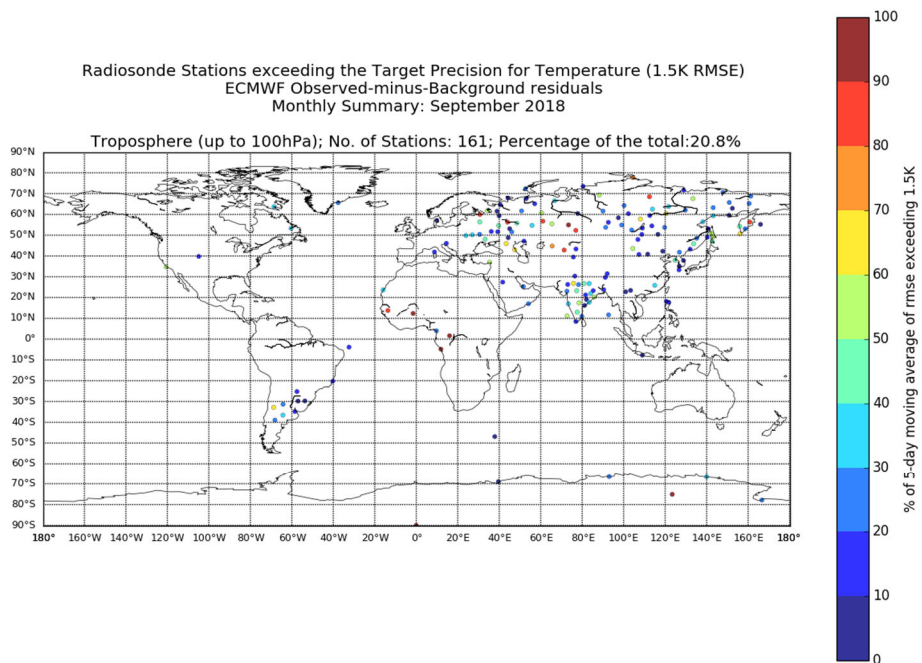 Radiosonde Stations exceeding the Target Precision for Temperature (1.5K RMSE)
ECMWF Observed-minus-Background residuals
Monthly Summary: September 2018
Troposphere (up to 100hPa); No. of Stations: 161; Percentage of the total:20.8%
90°N
80°N
70°N
60°N
50°N
40°N
30°N
20°N
10°N
0°
10°S
20°S
30°S
40°S
50°S
60°S
70°S
80°S
90°S
180° 160°W 140°W 120°W 100°W 80°W 60°W 40°W 20°W 0° 20°E 40°E 60°E 80°E 100°E 120°E 140°E 160°E 180°
100
90
80
70
60
50
40
30
20
10
0
% of 5-day moving average of rmse exceeding 1.5K